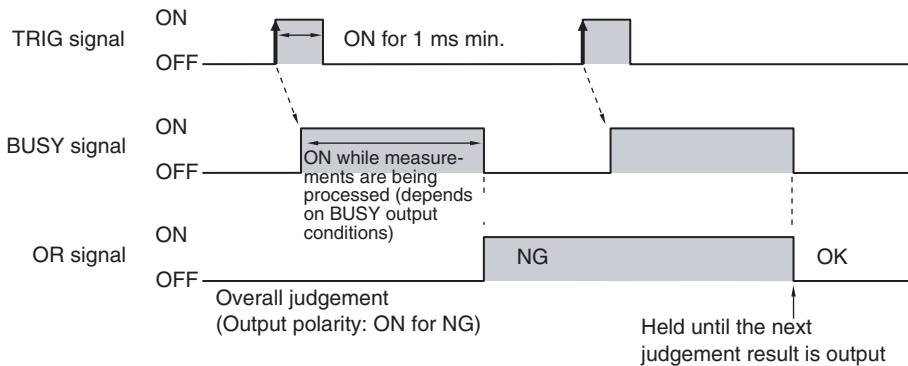 ON
TRIG signal
ON for 1 ms min.
OFF
ON
BUSY signal
OFF
ON while measure-
ments are being
processed (depends
on BUSY output
conditions)
ON
OR signal
NG
OK
OFF
Overall judgement
(Output polarity: ON for NG)
Held until the next
judgement result is output